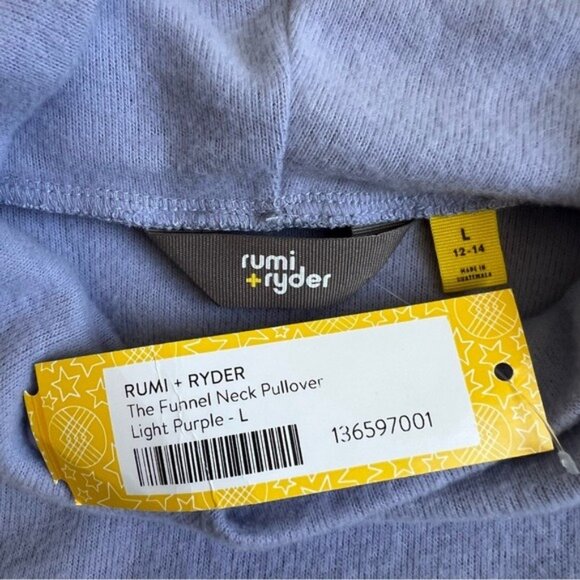 rumi
+ryder
L
12-14
MADE IN
GUATEMALA
RUMI + RYDER
The Funnel Neck Pullover
Light Purple - L
136597001